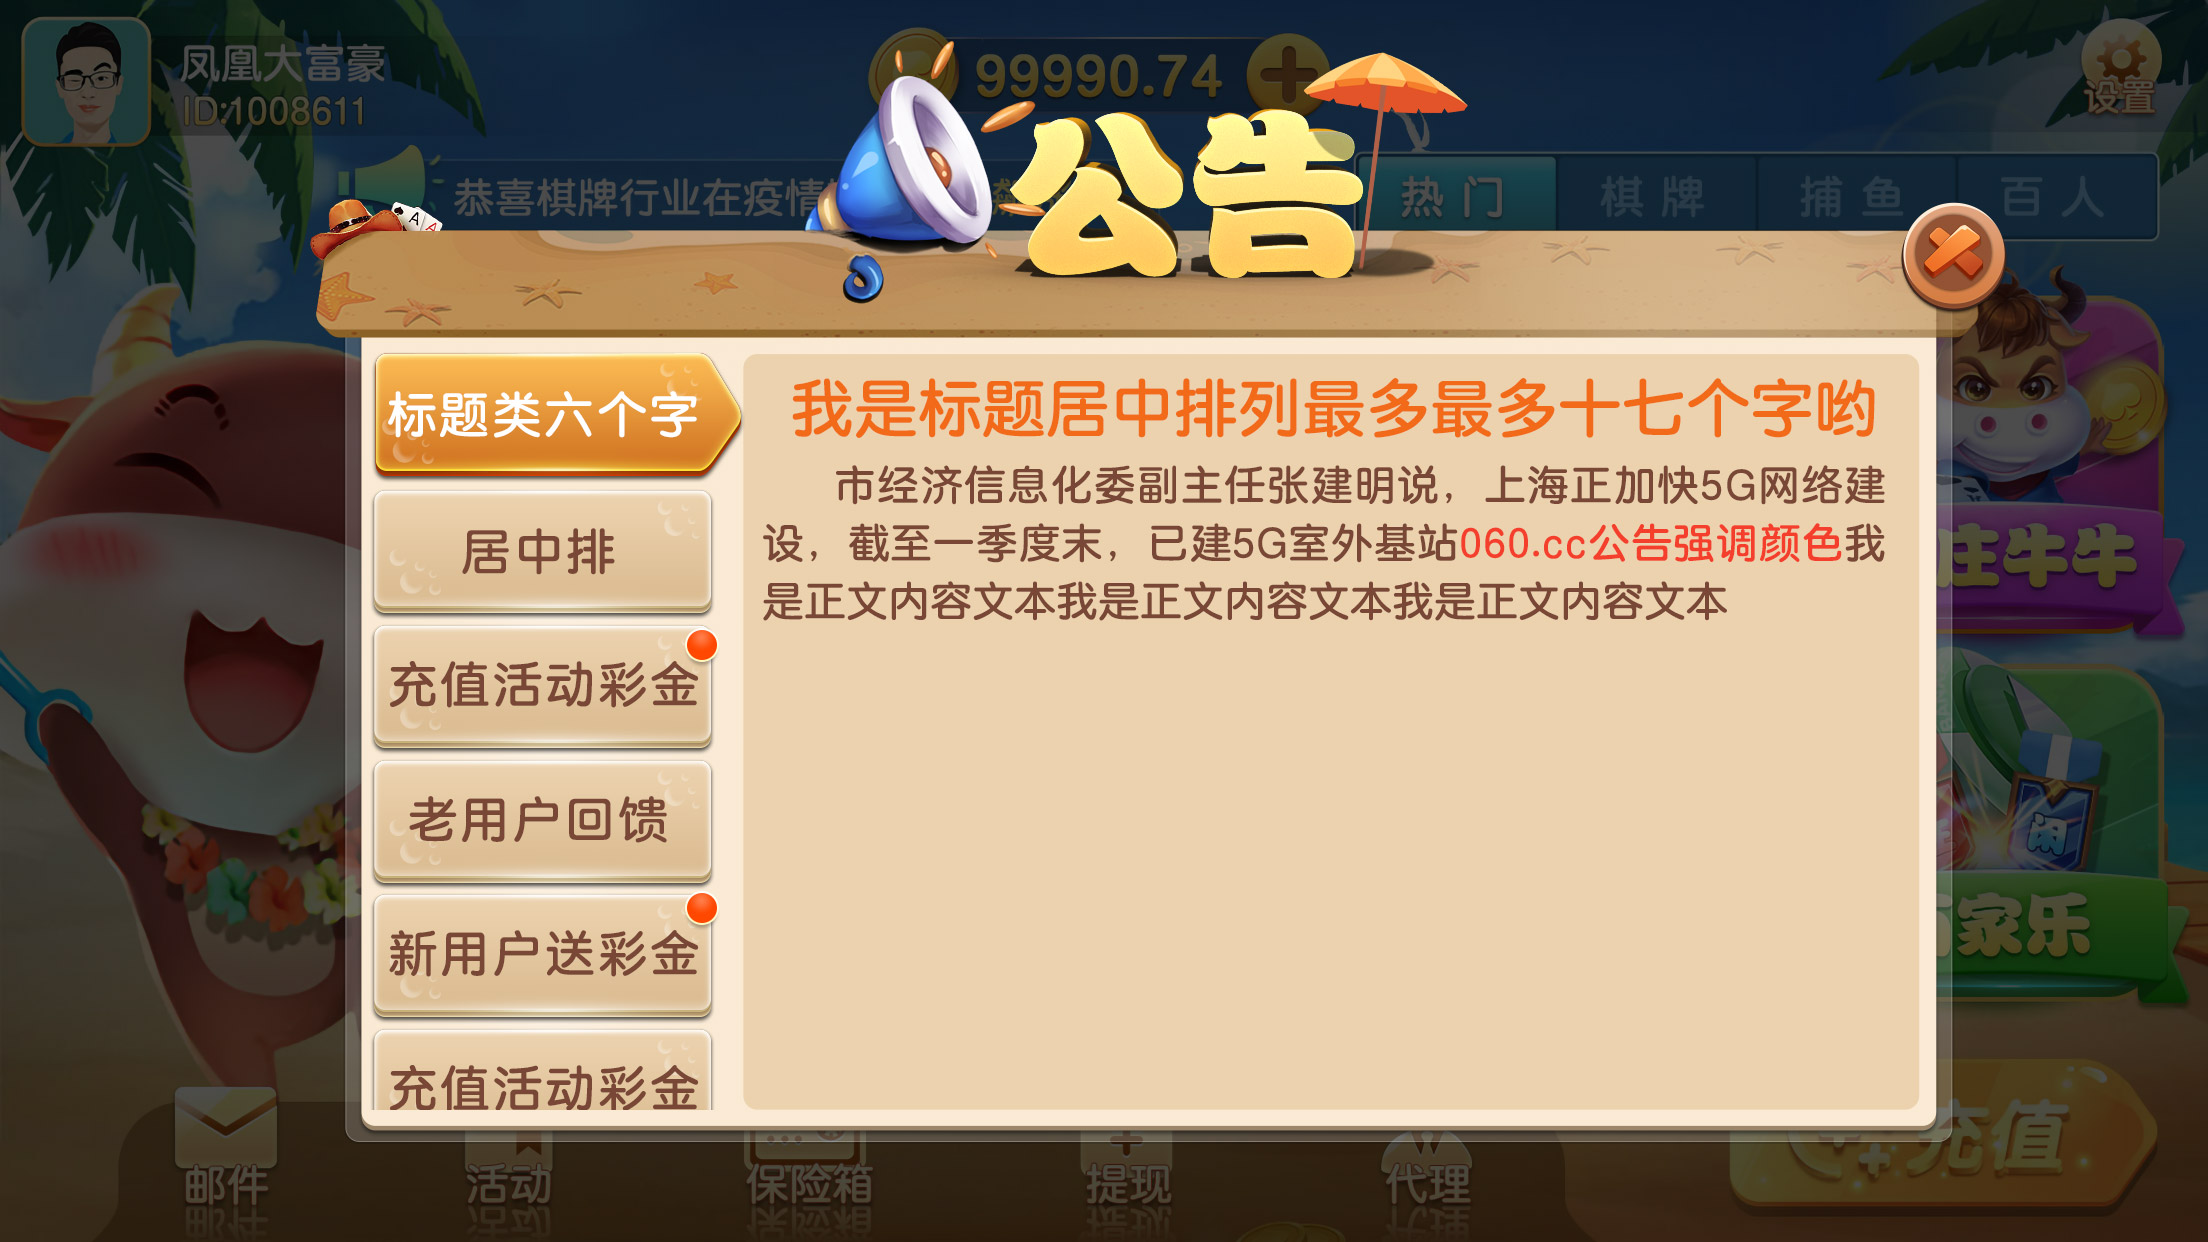 凤凰大富豪
ID:1008611
99990.74
设置
恭喜棋牌行业在疫情
热门
棋牌
捕鱼
百人
公告
标题类六个字
居中排
充值活动彩金
老用户回馈
新用户送彩金
充值活动彩金
我是标题居中排列最多最多十七个字哟
市经济信息化委副主任张建明说，上海正加快5G网络建
设，截至一季度末，已建5G室外基站060.cc公告强调颜色我
是正文内容文本我是正文内容文本我是正文内容文本
庄牛牛
闲
家乐
邮件
活动
保险箱
提现
代理
充值